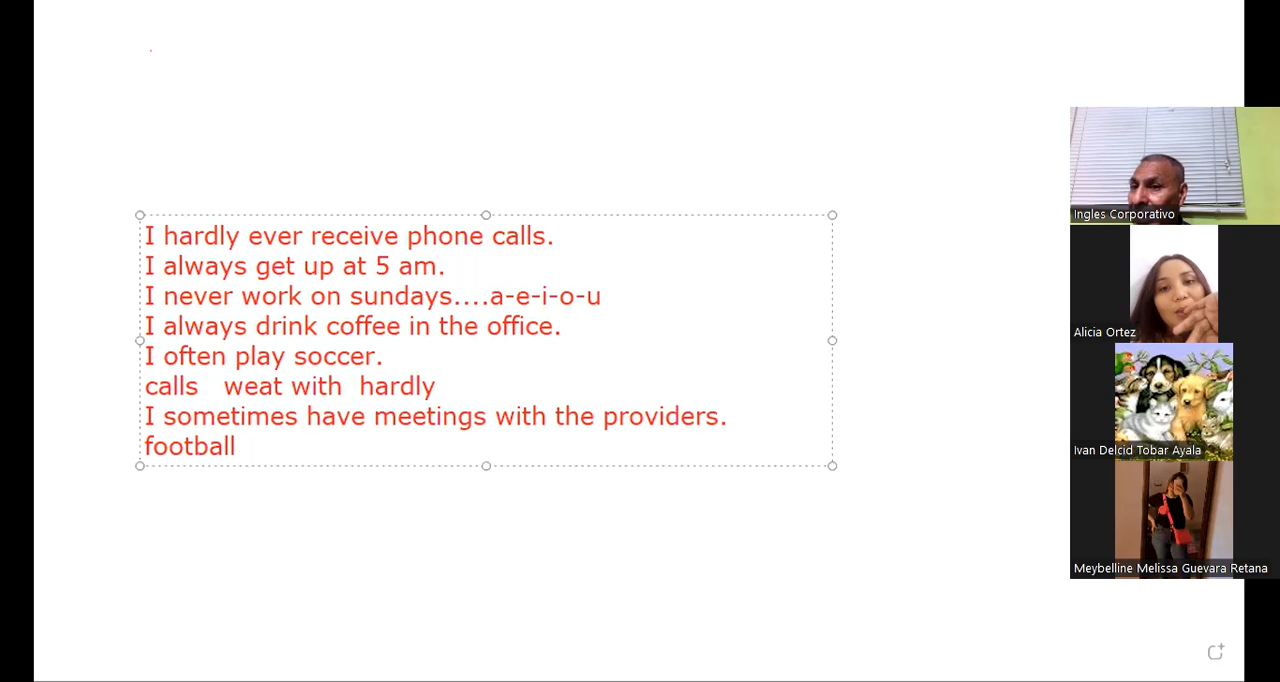 I hardly ever receive phone calls.
I always get up at 5 am.
I never work on sundays....a-e-i-o-u
I always drink coffee in the office.
I often play soccer.
calls weat with hardly
I sometimes have meetings with the providers.
football
Ingles Corporativo
Alicia Ortez
Ivan Delcid Tobar Ayala
Meybelline Melissa Guevara Retana